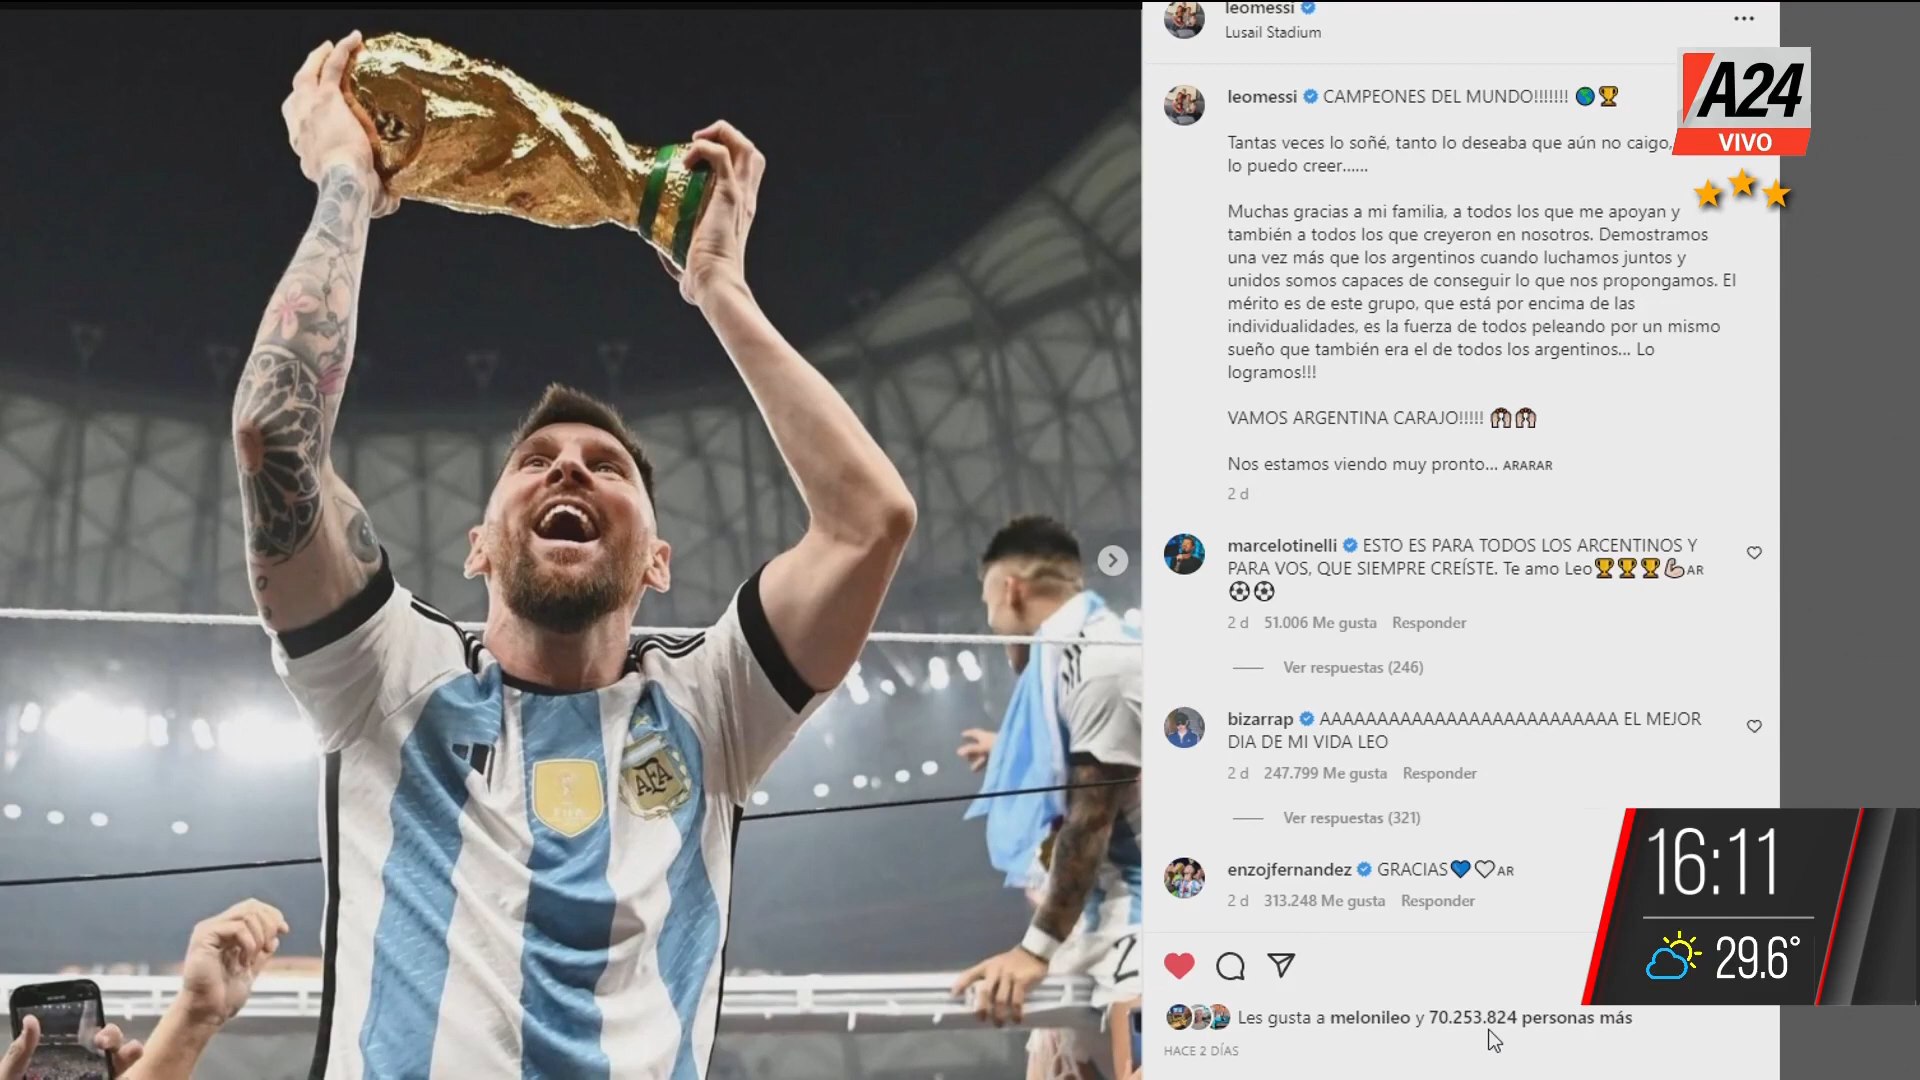 leomessi
Lusail Stadium
leomessi CAMPEONES DEL MUNDO!!!!!!! 🌎🏆
Tantas veces lo soñé, tanto lo deseaba que aún no caigo,
lo puedo creer......
Muchas gracias a mi familia, a todos los que me apoyan y
también a todos los que creyeron en nosotros. Demostramos
una vez más que los argentinos cuando luchamos juntos y
unidos somos capaces de conseguir lo que nos propongamos. El
mérito es de este grupo, que está por encima de las
individualidades, es la fuerza de todos peleando por un mismo
sueño que también era el de todos los argentinos... Lo
logramos!!!
VAMOS ARGENTINA CARAJO!!!!! 🙌🙌
Nos estamos viendo muy pronto... ARARAR
2 d
marcelotinelli ESTO ES PARA TODOS LOS ARCENTINOS Y
PARA VOS, QUE SIEMPRE CREÍSTE. Te amo Leo🏆🏆🏆💪AR
⚽⚽
2 d 51.006 Me gusta Responder
Ver respuestas (246)
bizarrap AAAAAAAAAAAAAAAAAAAAAAAAAA EL MEJOR
DIA DE MI VIDA LEO
2 d 247.799 Me gusta Responder
Ver respuestas (321)
enzojfernandez GRACIAS💙🤍AR
2 d 313.248 Me gusta Responder
Les gusta a melonileo y 70.253.824 personas más
HACE 2 DÍAS
A24
VIVO
16:11
29.6°
AFA
FIFA
2